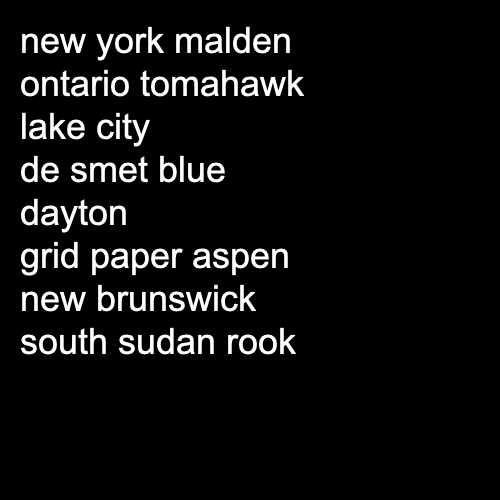 new york malden
ontario tomahawk
lake city
de smet blue
dayton
grid paper aspen
new brunswick
south sudan rook